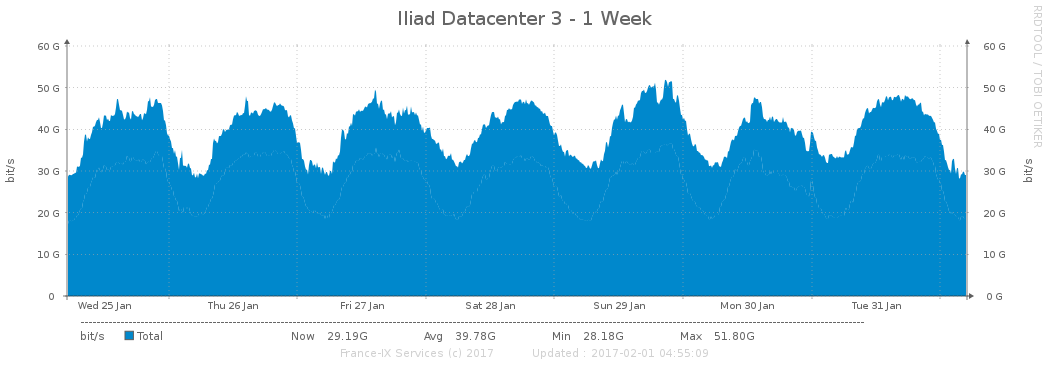 Iliad Datacenter 3 - 1 Week
RRDTOOL / TOBI OETIKER
60 G 60 G
50 G 50 G
40 G 40 G
30 G 30 G
20 G 20 G
10 G 10 G
0 0 G
bit/s bit/s
Wed 25 Jan Thu 26 Jan Fri 27 Jan Sat 28 Jan Sun 29 Jan Mon 30 Jan Tue 31 Jan
bit/s Total Now 29.19G Avg 39.78G Min 28.18G Max 51.80G
France-IX Services (c) 2017 Updated : 2017-02-01 04:55:09